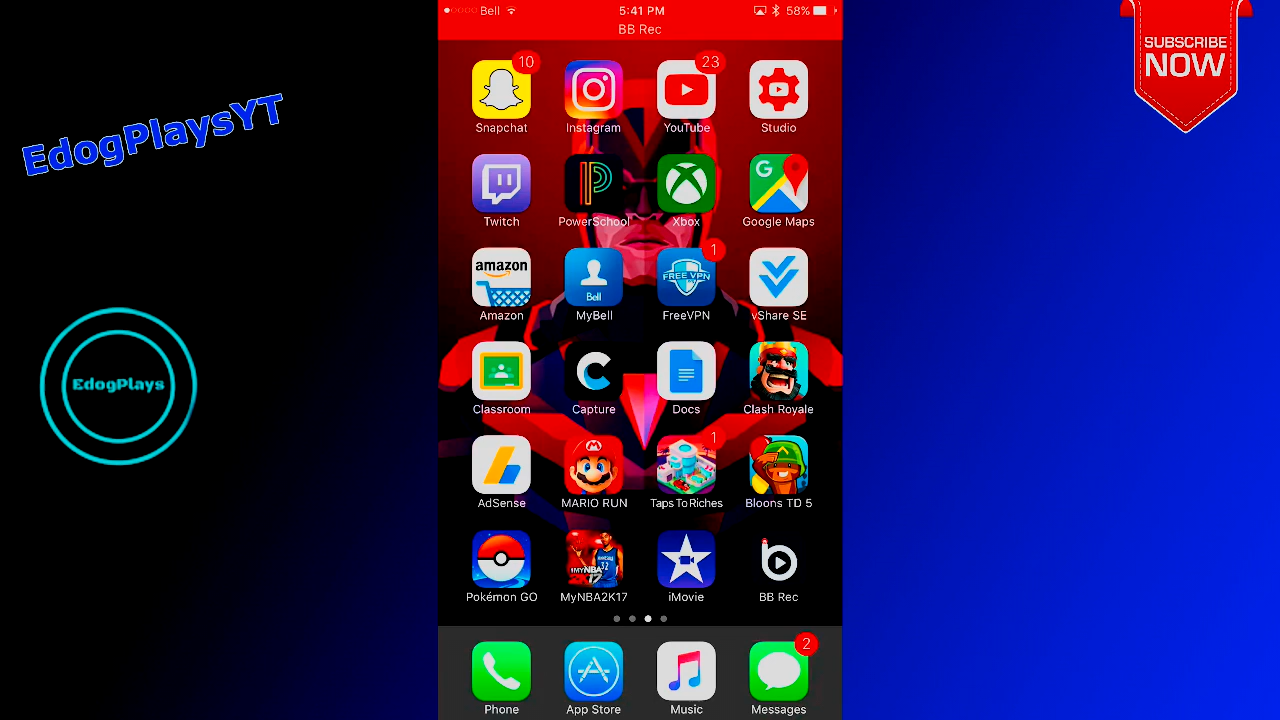 Bell
5:41 PM
58%
BB Rec
EdogPlaysYT
SUBSCRIBE
NOW
10
23
Snapchat
Instagram
YouTube
Studio
G
Twitch
PowerSchool
Xbox
Google Maps
1
amazon
Bell
FREE VPN
Amazon
MyBell
FreeVPN
vShare SE
EdogPlays
Classroom
Capture
Docs
Clash Royale
1
M
AdSense
MARIO RUN
Taps To Riches
Bloons TD 5
MYNBA
2K17
32
b
Pokémon GO
MyNBA2K17
iMovie
BB Rec
2
Phone
App Store
Music
Messages